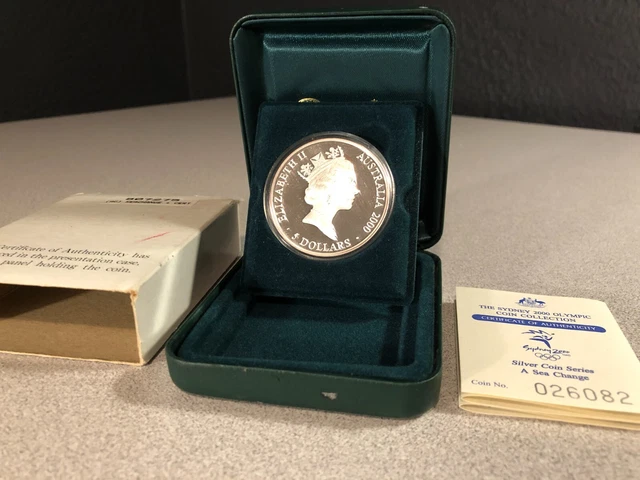 ELIZABETH II
AUSTRALIA 2000
5 DOLLARS
807275
Certificate of Authenticity has
in the presentation case,
panel holding the coin.
THE SYDNEY 2000 OLYMPIC
COIN COLLECTION
CERTIFICATE OF AUTHENTICITY
Sydney 2000
Silver Coin Series
A Sea Change
Coin No. 026082